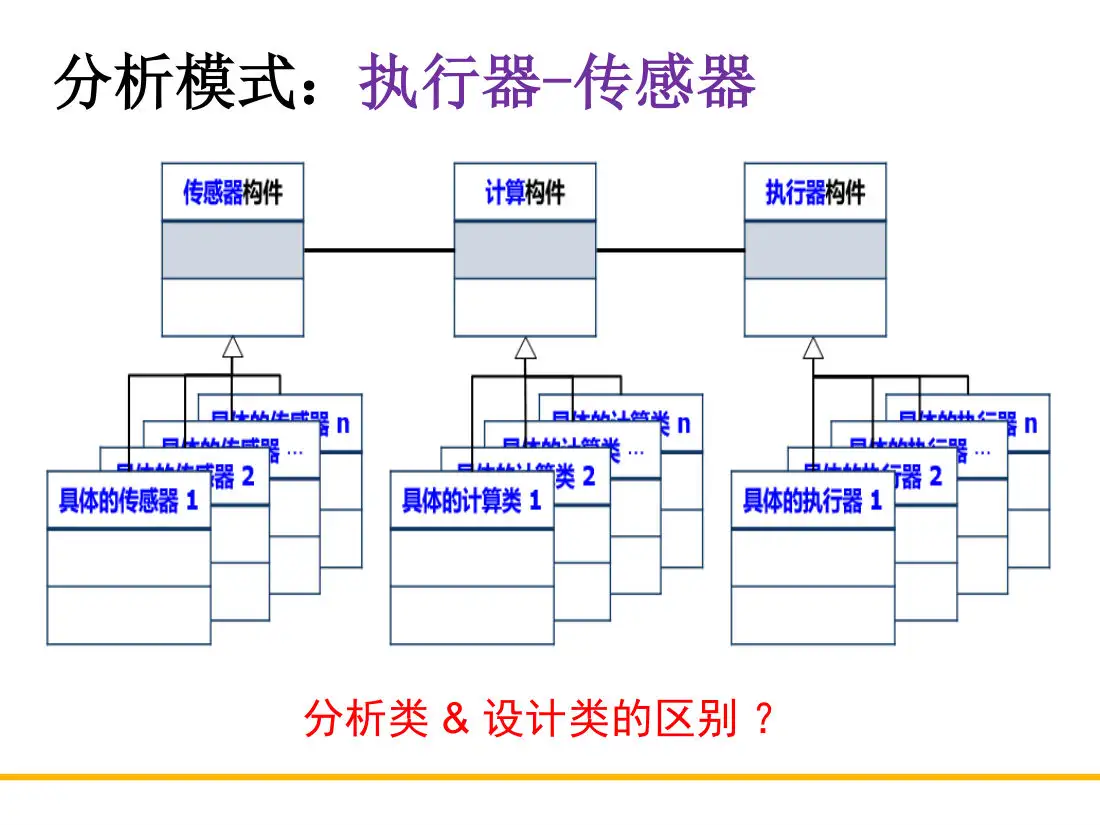 分析模式：执行器-传感器
传感器构件
计算构件
执行器构件
具体的传感器 n
具体的传感器 ...
具体的传感器 2
具体的传感器 1
具体的计算类 n
具体的计算类 ...
具体的计算类 2
具体的计算类 1
具体的执行器 n
具体的执行器 ...
具体的执行器 2
具体的执行器 1
分析类 & 设计类的区别 ？